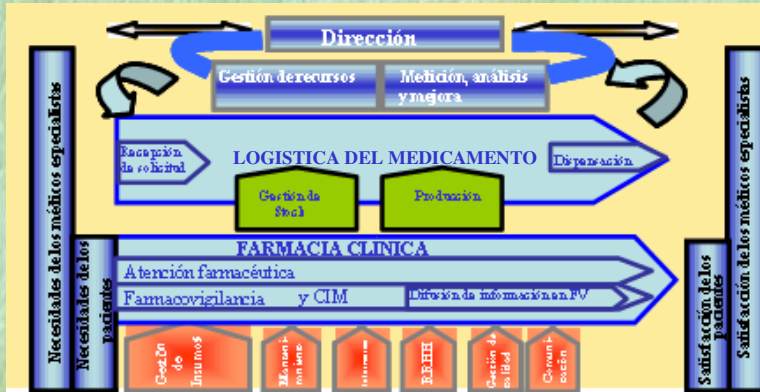 Dirección
Gestión de recursos
Medición, análisis
y mejora
Necesidades de los médicos especialistas
Necesidades de los
pacientes
Recepción
de solicitud
LOGISTICA DEL MEDICAMENTO
Dispensación
Gestión de
Stock
Producción
FARMACIA CLINICA
Atención farmacéutica
Farmacovigilancia y CIM
Difusión de información en FV
Gestión
de
Insumos
RRHH
Gestión de
calidad
Comuni
cación
Satisfacción de los
pacientes
Satisfacción de los médicos especialistas